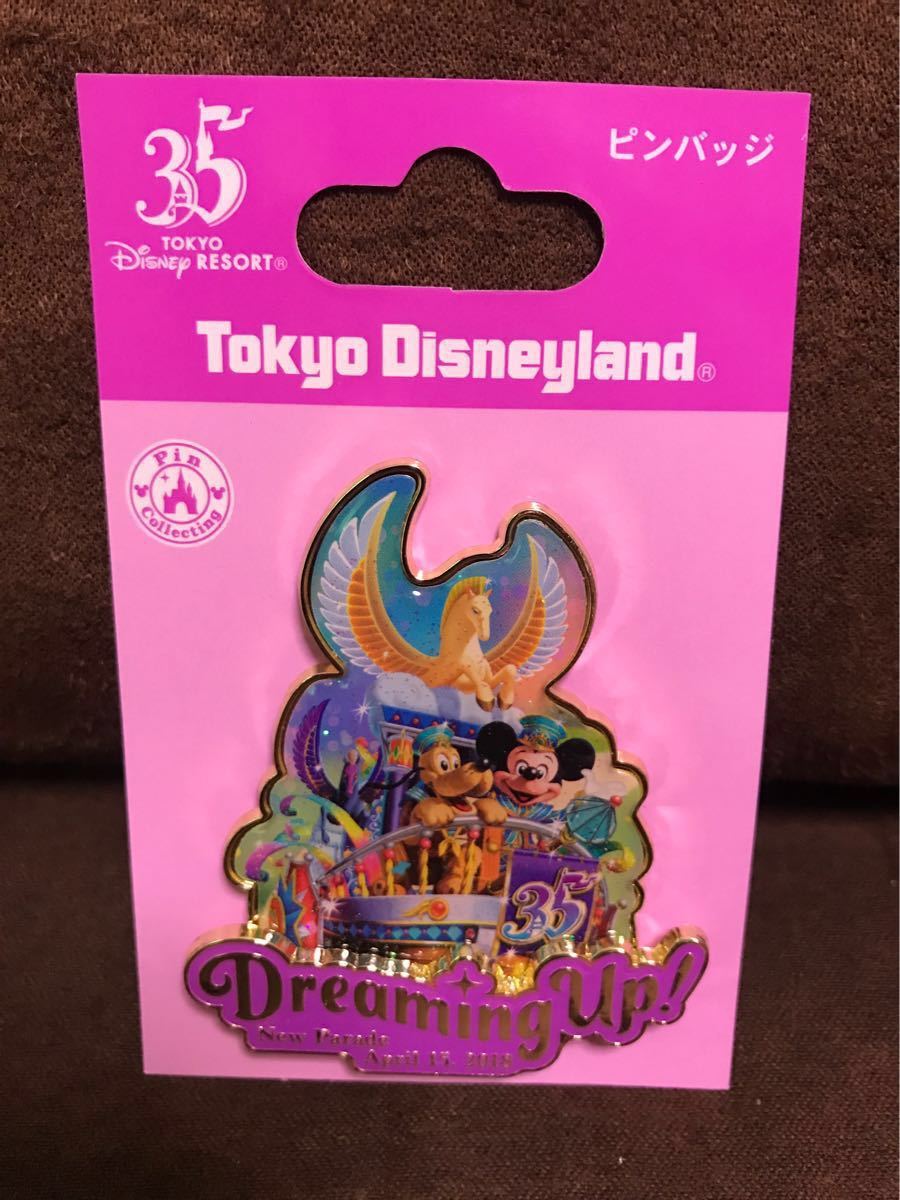 35
TOKYO
Disney RESORT®
ピンバッジ
Tokyo Disneyland®
Pin
Collecting
35
Dreaming Up!
New Parade
April 15, 2018